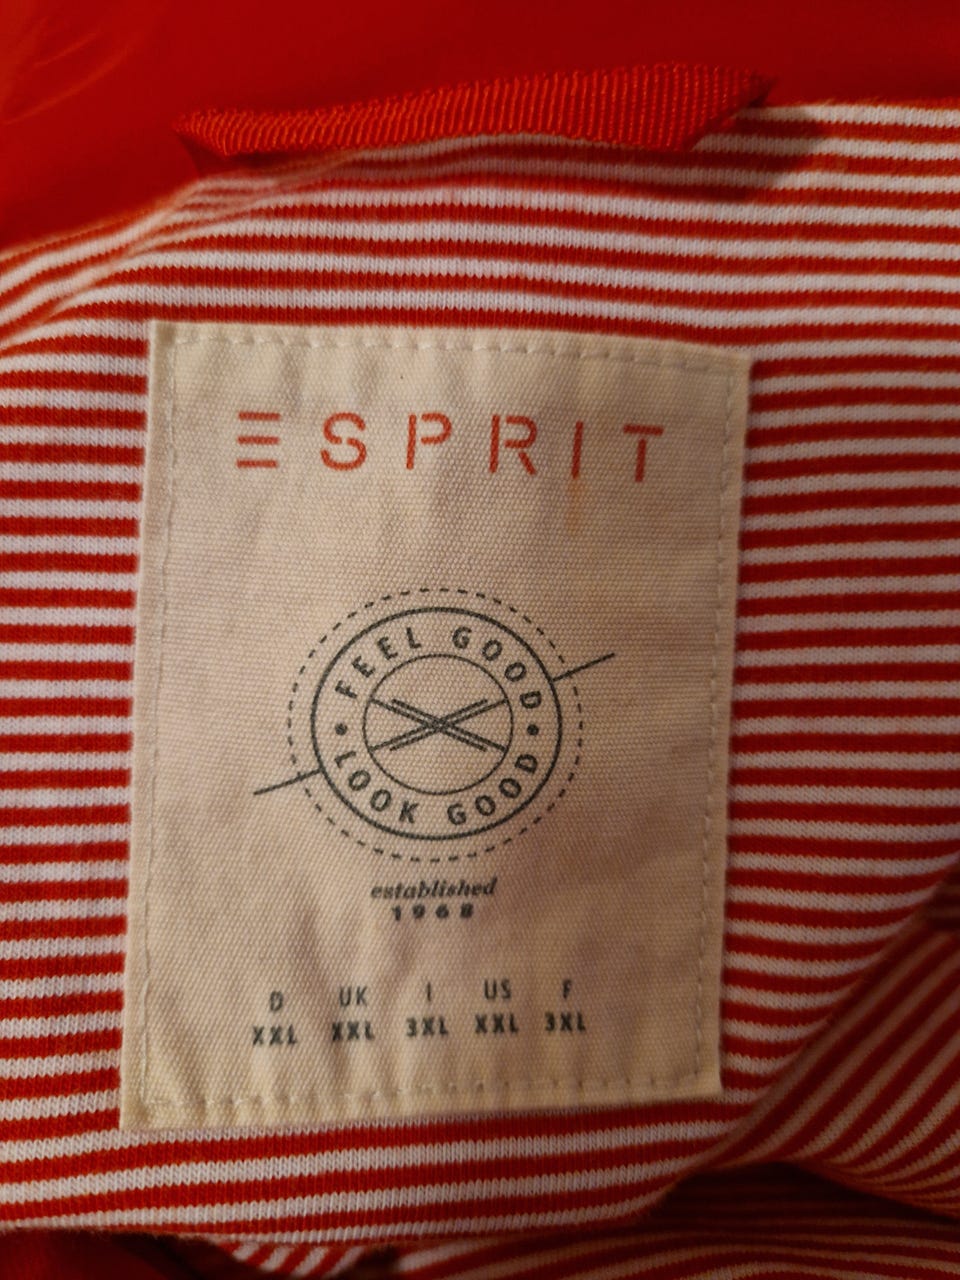 ESPRIT
FEEL GOOD
LOOK GOOD
established
1968
D UK I US F
XXL XXL 3XL XXL 3XL